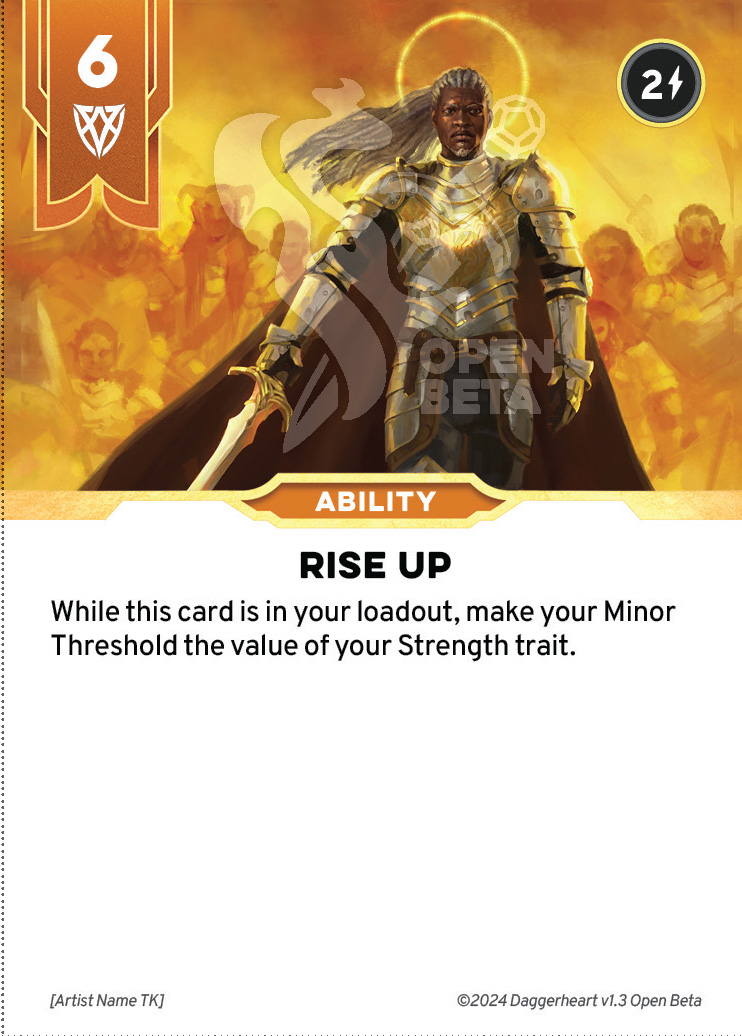 6
2
OPEN
BETA
ABILITY
RISE UP
While this card is in your loadout, make your Minor
Threshold the value of your Strength trait.
[Artist Name TK]
©2024 Daggerheart v1.3 Open Beta